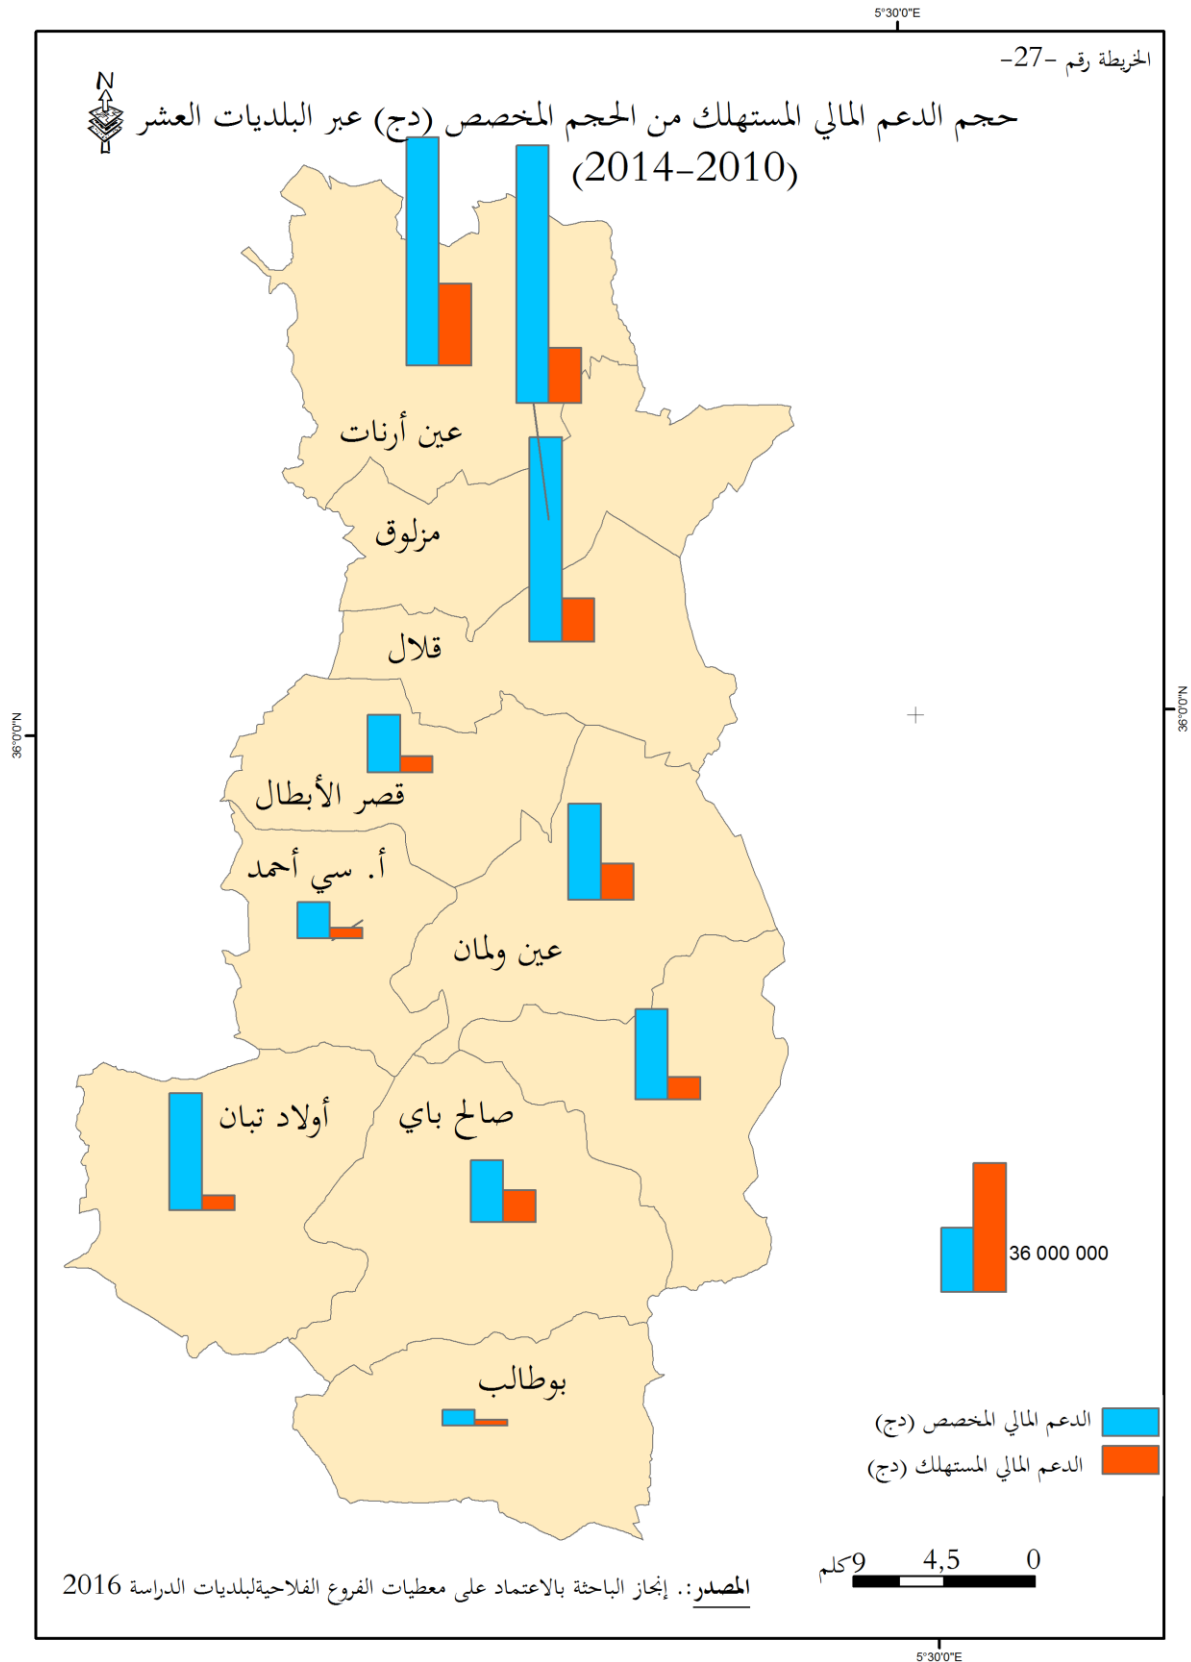 5°30'0"E
الخريطة رقم -27-
N
حجم الدعم المالي المستهلك من الحجم المخصص (دج) عبر البلديات العشر
(2010-2014)
عين أرنات
مزلوق
قلال
36°0'0"N
36°0'0"N
قصر الأبطال
أ. سي أحمد
عين ولمان
أولاد تبان
صالح باي
36 000 000
بوطالب
الدعم المالي المخصص (دج)
الدعم المالي المستهلك (دج)
0 4,5 9كلم
المصدر:. إنجاز الباحثة بالاعتماد على معطيات الفروع الفلاحيةلبلديات الدراسة 2016
5°30'0"E